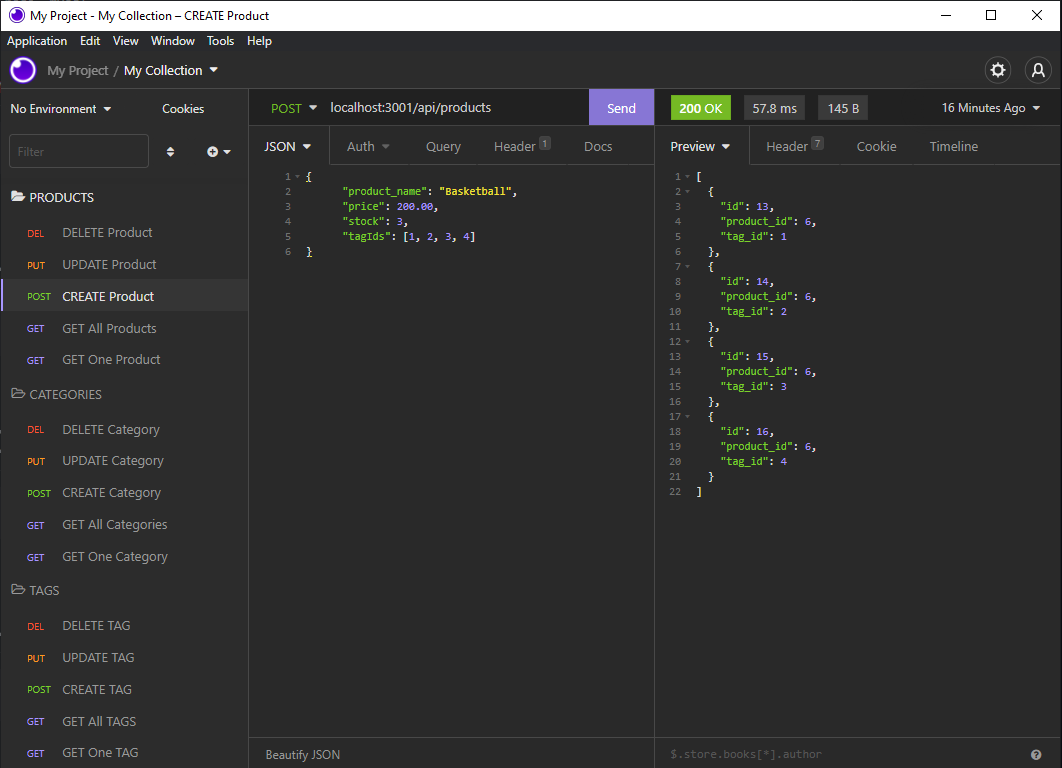 My Project - My Collection – CREATE Product
Application Edit View Window Tools Help
My Project / My Collection
No Environment
Cookies
Filter
PRODUCTS
DEL DELETE Product
PUT UPDATE Product
POST CREATE Product
GET GET All Products
GET GET One Product
CATEGORIES
DEL DELETE Category
PUT UPDATE Category
POST CREATE Category
GET GET All Categories
GET GET One Category
TAGS
DEL DELETE TAG
PUT UPDATE TAG
POST CREATE TAG
GET GET All TAGS
GET GET One TAG
POST localhost:3001/api/products Send
JSON Auth Query Header 1 Docs
1 {
2 "product_name": "Basketball",
3 "price": 200.00,
4 "stock": 3,
5 "tagIds": [1, 2, 3, 4]
6 }
Beautify JSON
200 OK 57.8 ms 145 B 16 Minutes Ago
Preview Header 7 Cookie Timeline
1 [
2 {
3 "id": 13,
4 "product_id": 6,
5 "tag_id": 1
6 },
7 {
8 "id": 14,
9 "product_id": 6,
10 "tag_id": 2
11 },
12 {
13 "id": 15,
14 "product_id": 6,
15 "tag_id": 3
16 },
17 {
18 "id": 16,
19 "product_id": 6,
20 "tag_id": 4
21 }
22 ]
$.store.books[*].author